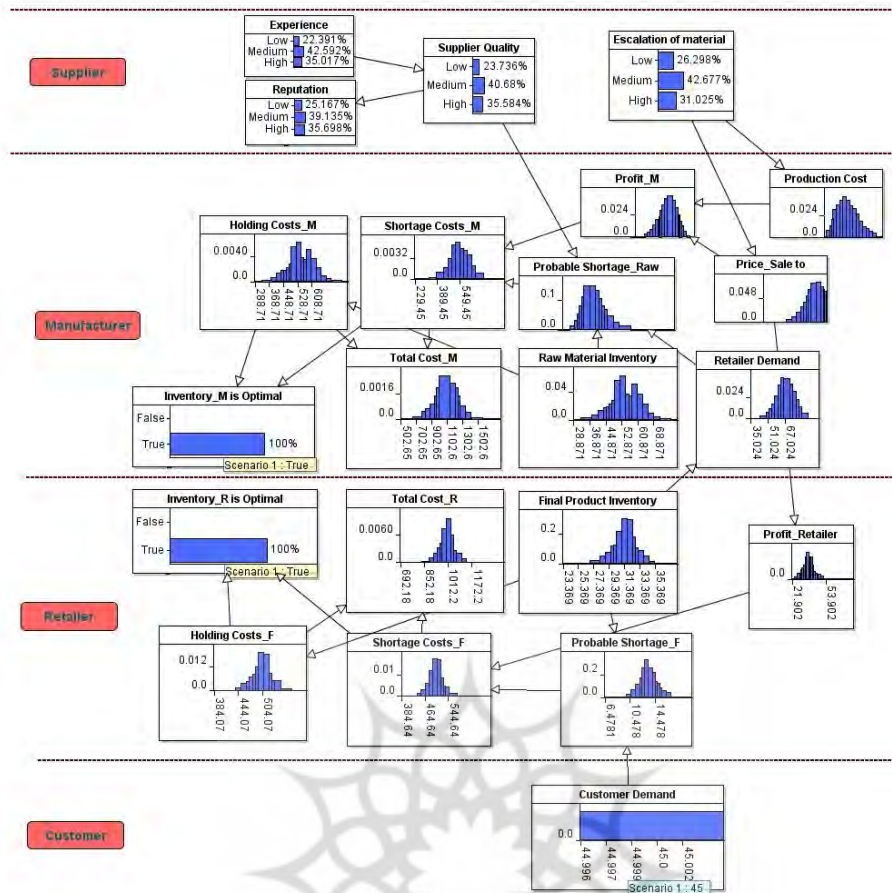 Supplier
Experience
Low 22.391%
Medium 42.592%
High 35.017%
Reputation
Low 25.167%
Medium 39.135%
High 35.698%
Supplier Quality
Low 23.736%
Medium 40.68%
High 35.584%
Escalation of material
Low 26.298%
Medium 42.677%
High 31.025%
Manufacturer
Holding Costs_M
0.0040
0.0
288.71
368.71
448.71
528.71
608.71
Shortage Costs_M
0.0032
0.0
229.45
389.45
549.45
Profit_M
0.024
0.0
Production Cost
0.024
0.0
Probable Shortage_Raw
0.1
0.0
Price_Sale to
0.048
0.0
Inventory_M is Optimal
False
True 100%
Scenario 1 : True
Total Cost_M
0.0016
0.0
502.65
702.65
902.65
1102.6
1302.6
1502.6
Raw Material Inventory
0.04
0.0
28.871
36.871
44.871
52.871
60.871
68.871
Retailer Demand
0.024
0.0
35.024
51.024
67.024
Retailer
Inventory_R is Optimal
False
True 100%
Scenario 1 : True
Total Cost_R
0.0060
0.0
692.18
852.18
1012.2
1172.2
Final Product Inventory
0.2
0.0
23.369
25.369
27.369
29.369
31.369
33.369
35.369
Profit_Retailer
0.0
21.902
53.902
Holding Costs_F
0.012
0.0
384.07
444.07
504.07
Shortage Costs_F
0.01
0.0
384.64
464.64
544.64
Probable Shortage_F
0.2
0.0
6.4781
10.478
14.478
Customer
Customer Demand
0.0
44.996
44.997
44.999
45.0
45.002
Scenario 1 : 45